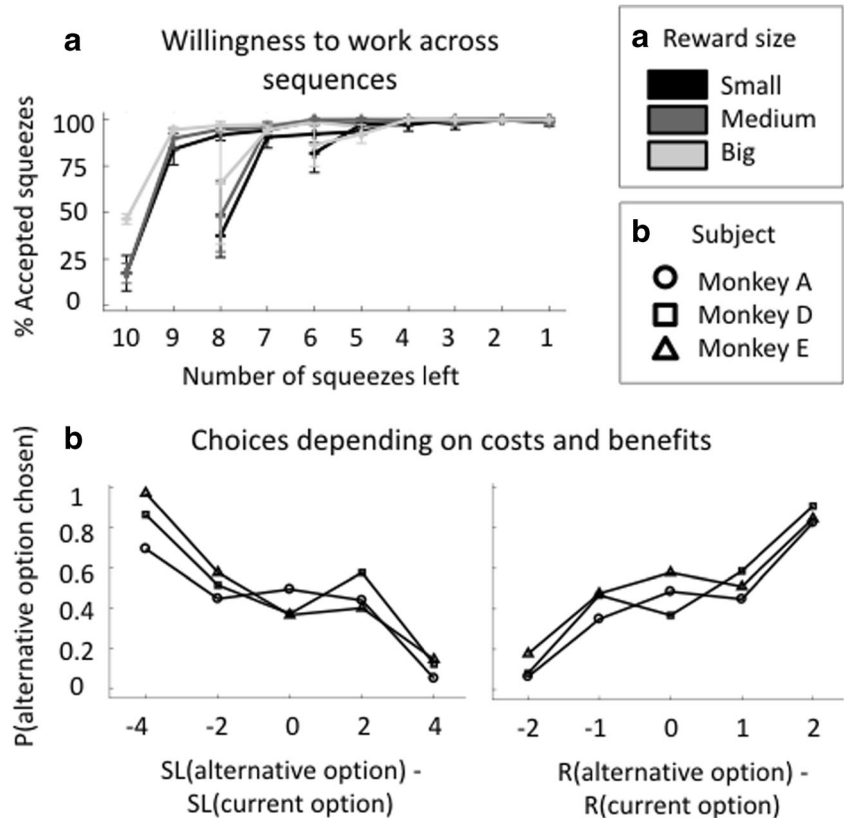 a
Willingness to work across
sequences
% Accepted squeezes
100
75
50
25
0
10 9 8 7 6 5 4 3 2 1
Number of squeezes left
a Reward size
Small
Medium
Big
b Subject
Monkey A
Monkey D
Monkey E
b
Choices depending on costs and benefits
P(alternative option chosen)
1
0.8
0.6
0.4
0.2
0
-4 -2 0 2 4
SL(alternative option) -
SL(current option)
-2 -1 0 1 2
R(alternative option) -
R(current option)